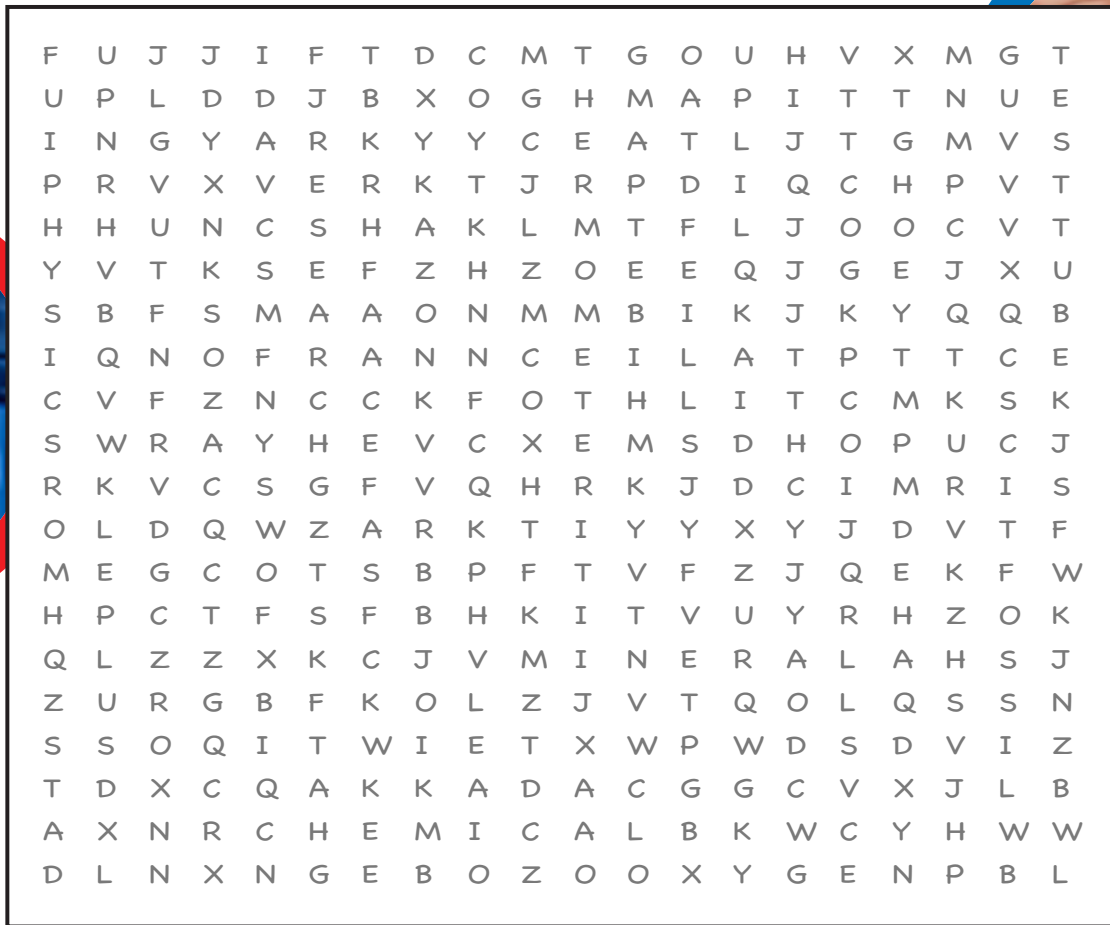 F U J J I F T D C M T G O U H V X M G T
U P L D D J B X O G H M A P I T T N U E
I N G Y A R K Y Y C E A T L J T G M V S
P R V X V E R K T J R P D I Q C H P V T
H H U N C S H A K L M T F L J O O C V T
Y V T K S E F Z H Z O E E Q J G E J X U
S B F S M A A O N M M B I K J K Y Q Q B
I Q N O F R A N N C E I L A T P T T C E
C V F Z N C C K F O T H L I T C M K S K
S W R A Y H E V C X E M S D H O P U C J
R K V C S G F V Q H R K J D C I M R I S
O L D Q W Z A R K T I Y Y X Y J D V T F
M E G C O T S B P F T V F Z J Q E K F W
H P C T F S F B H K I T V U Y R H Z O K
Q L Z Z X K C J V M I N E R A L A H S J
Z U R G B F K O L Z J V T Q O L Q S S N
S S O Q I T W I E T X W P W D S D V I Z
T D X C Q A K K A D A C G G C V X J L B
A X N R C H E M I C A L B K W C Y H W W
D L N X N G E B O Z O O X Y G E N P B L